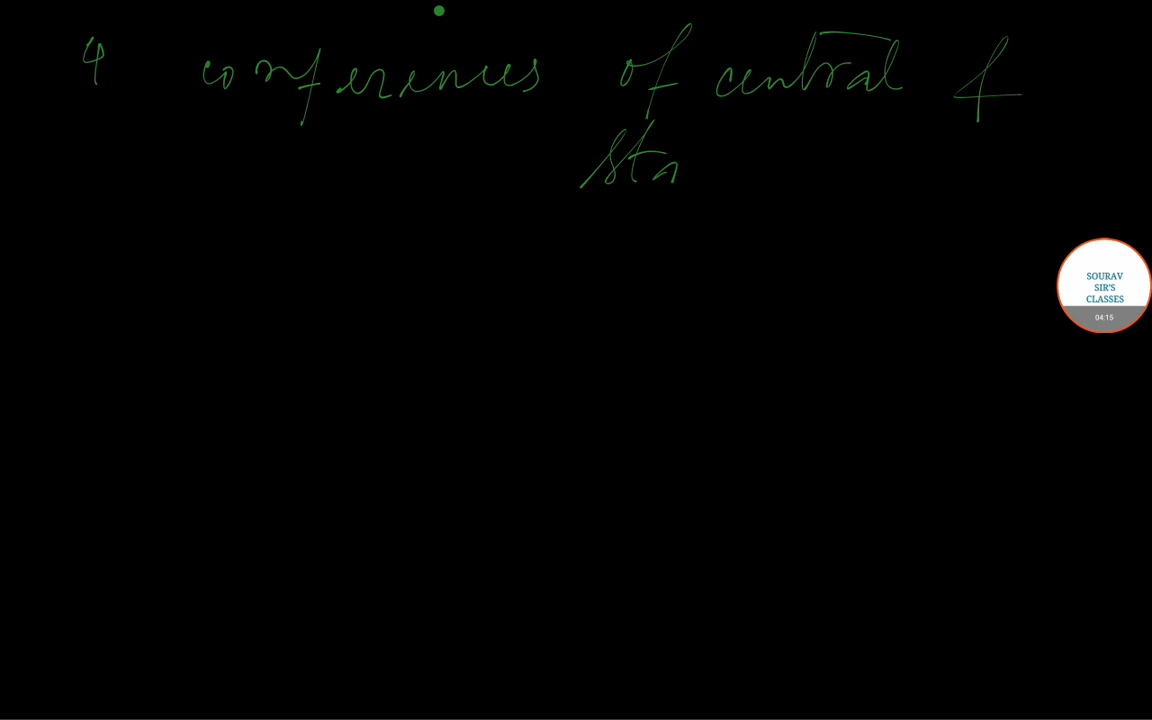 4 conferences of central &
sta
SOURAV
SIR'S
CLASSES
04:15